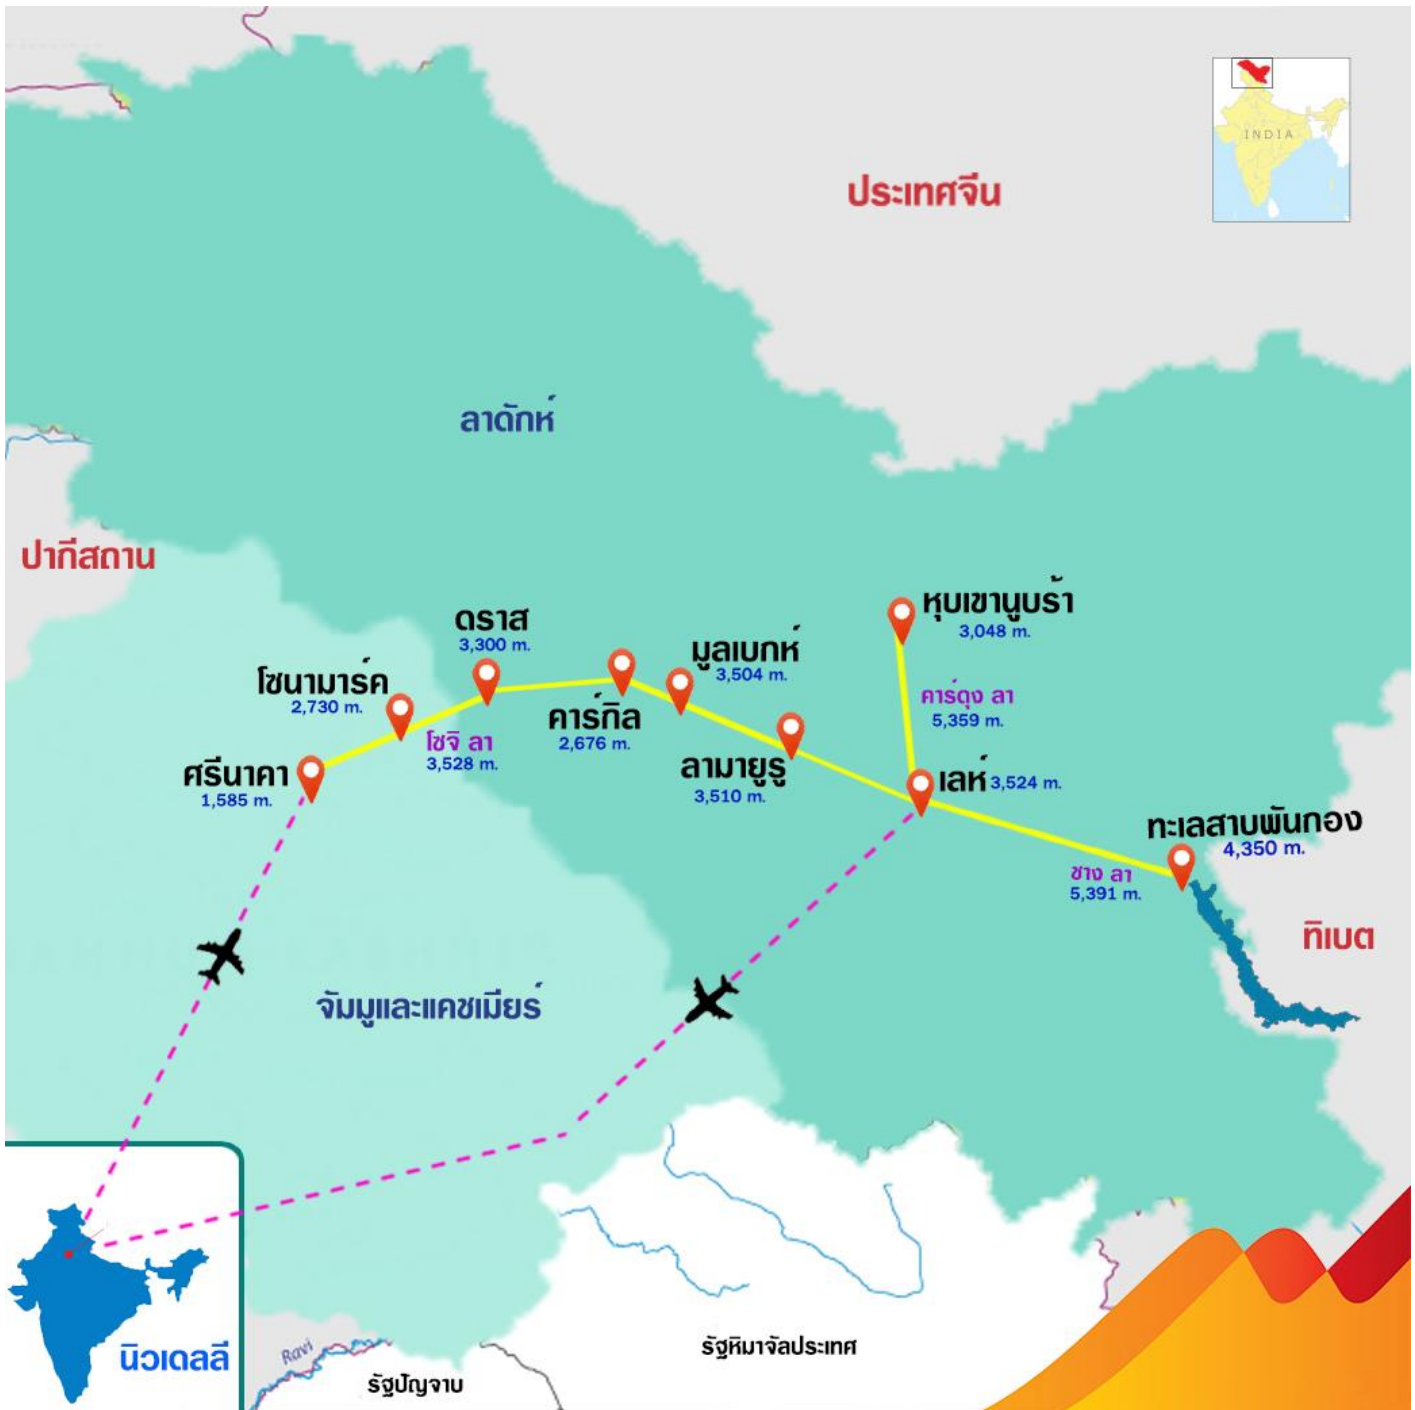 INDIA
ประเทศจีน
ลาดักห์
ปากีสถาน
หุบเขานูบร้า
3,048 m.
ดราส
3,300 m.
มูลเบกห์
3,504 m.
โซนามาร์ค
2,730 m.
คาร์ดุง ลา
5,359 m.
คาร์กิล
2,676 m.
โซจิ ลา
3,528 m.
ศรีนาคา
1,585 m.
ลามายูรู
3,510 m.
เลห์ 3,524 m.
ทะเลสาบพันกอง
4,350 m.
ชาง ลา
5,391 m.
ทิเบต
จัมมูและแคชเมียร์
นิวเดลลี
Ravi
รัฐหิมาจัลประเทศ
รัฐปัญจาบ